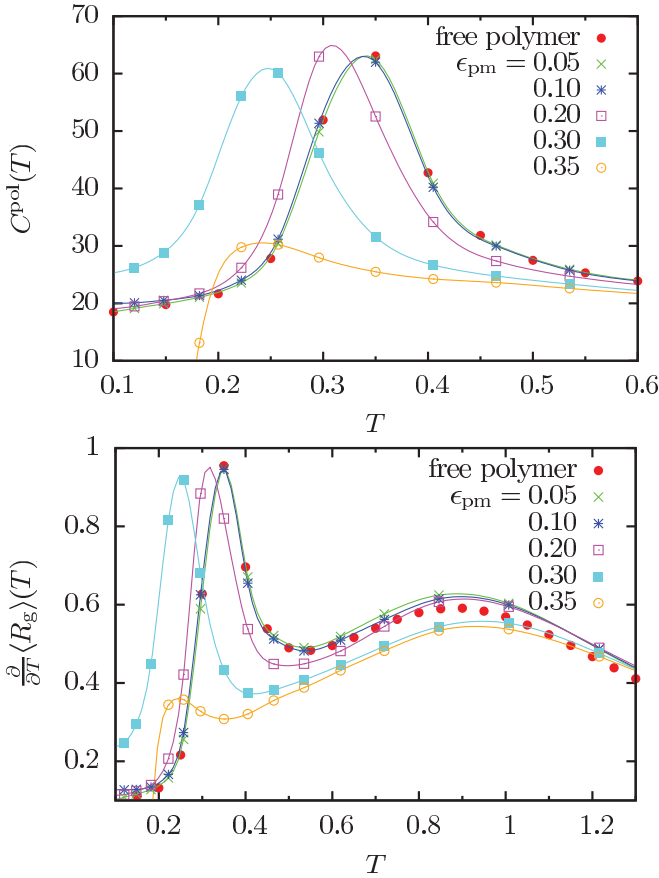 70
60
50
40
30
20
10
C^pol(T)
free polymer
ϵ_pm = 0.05
0.10
0.20
0.30
0.35
0.1 0.2 0.3 0.4 0.5 0.6
T
1
0.8
0.6
0.4
0.2
∂/∂T ⟨R_g⟩(T)
free polymer
ϵ_pm = 0.05
0.10
0.20
0.30
0.35
0.2 0.4 0.6 0.8 1 1.2
T